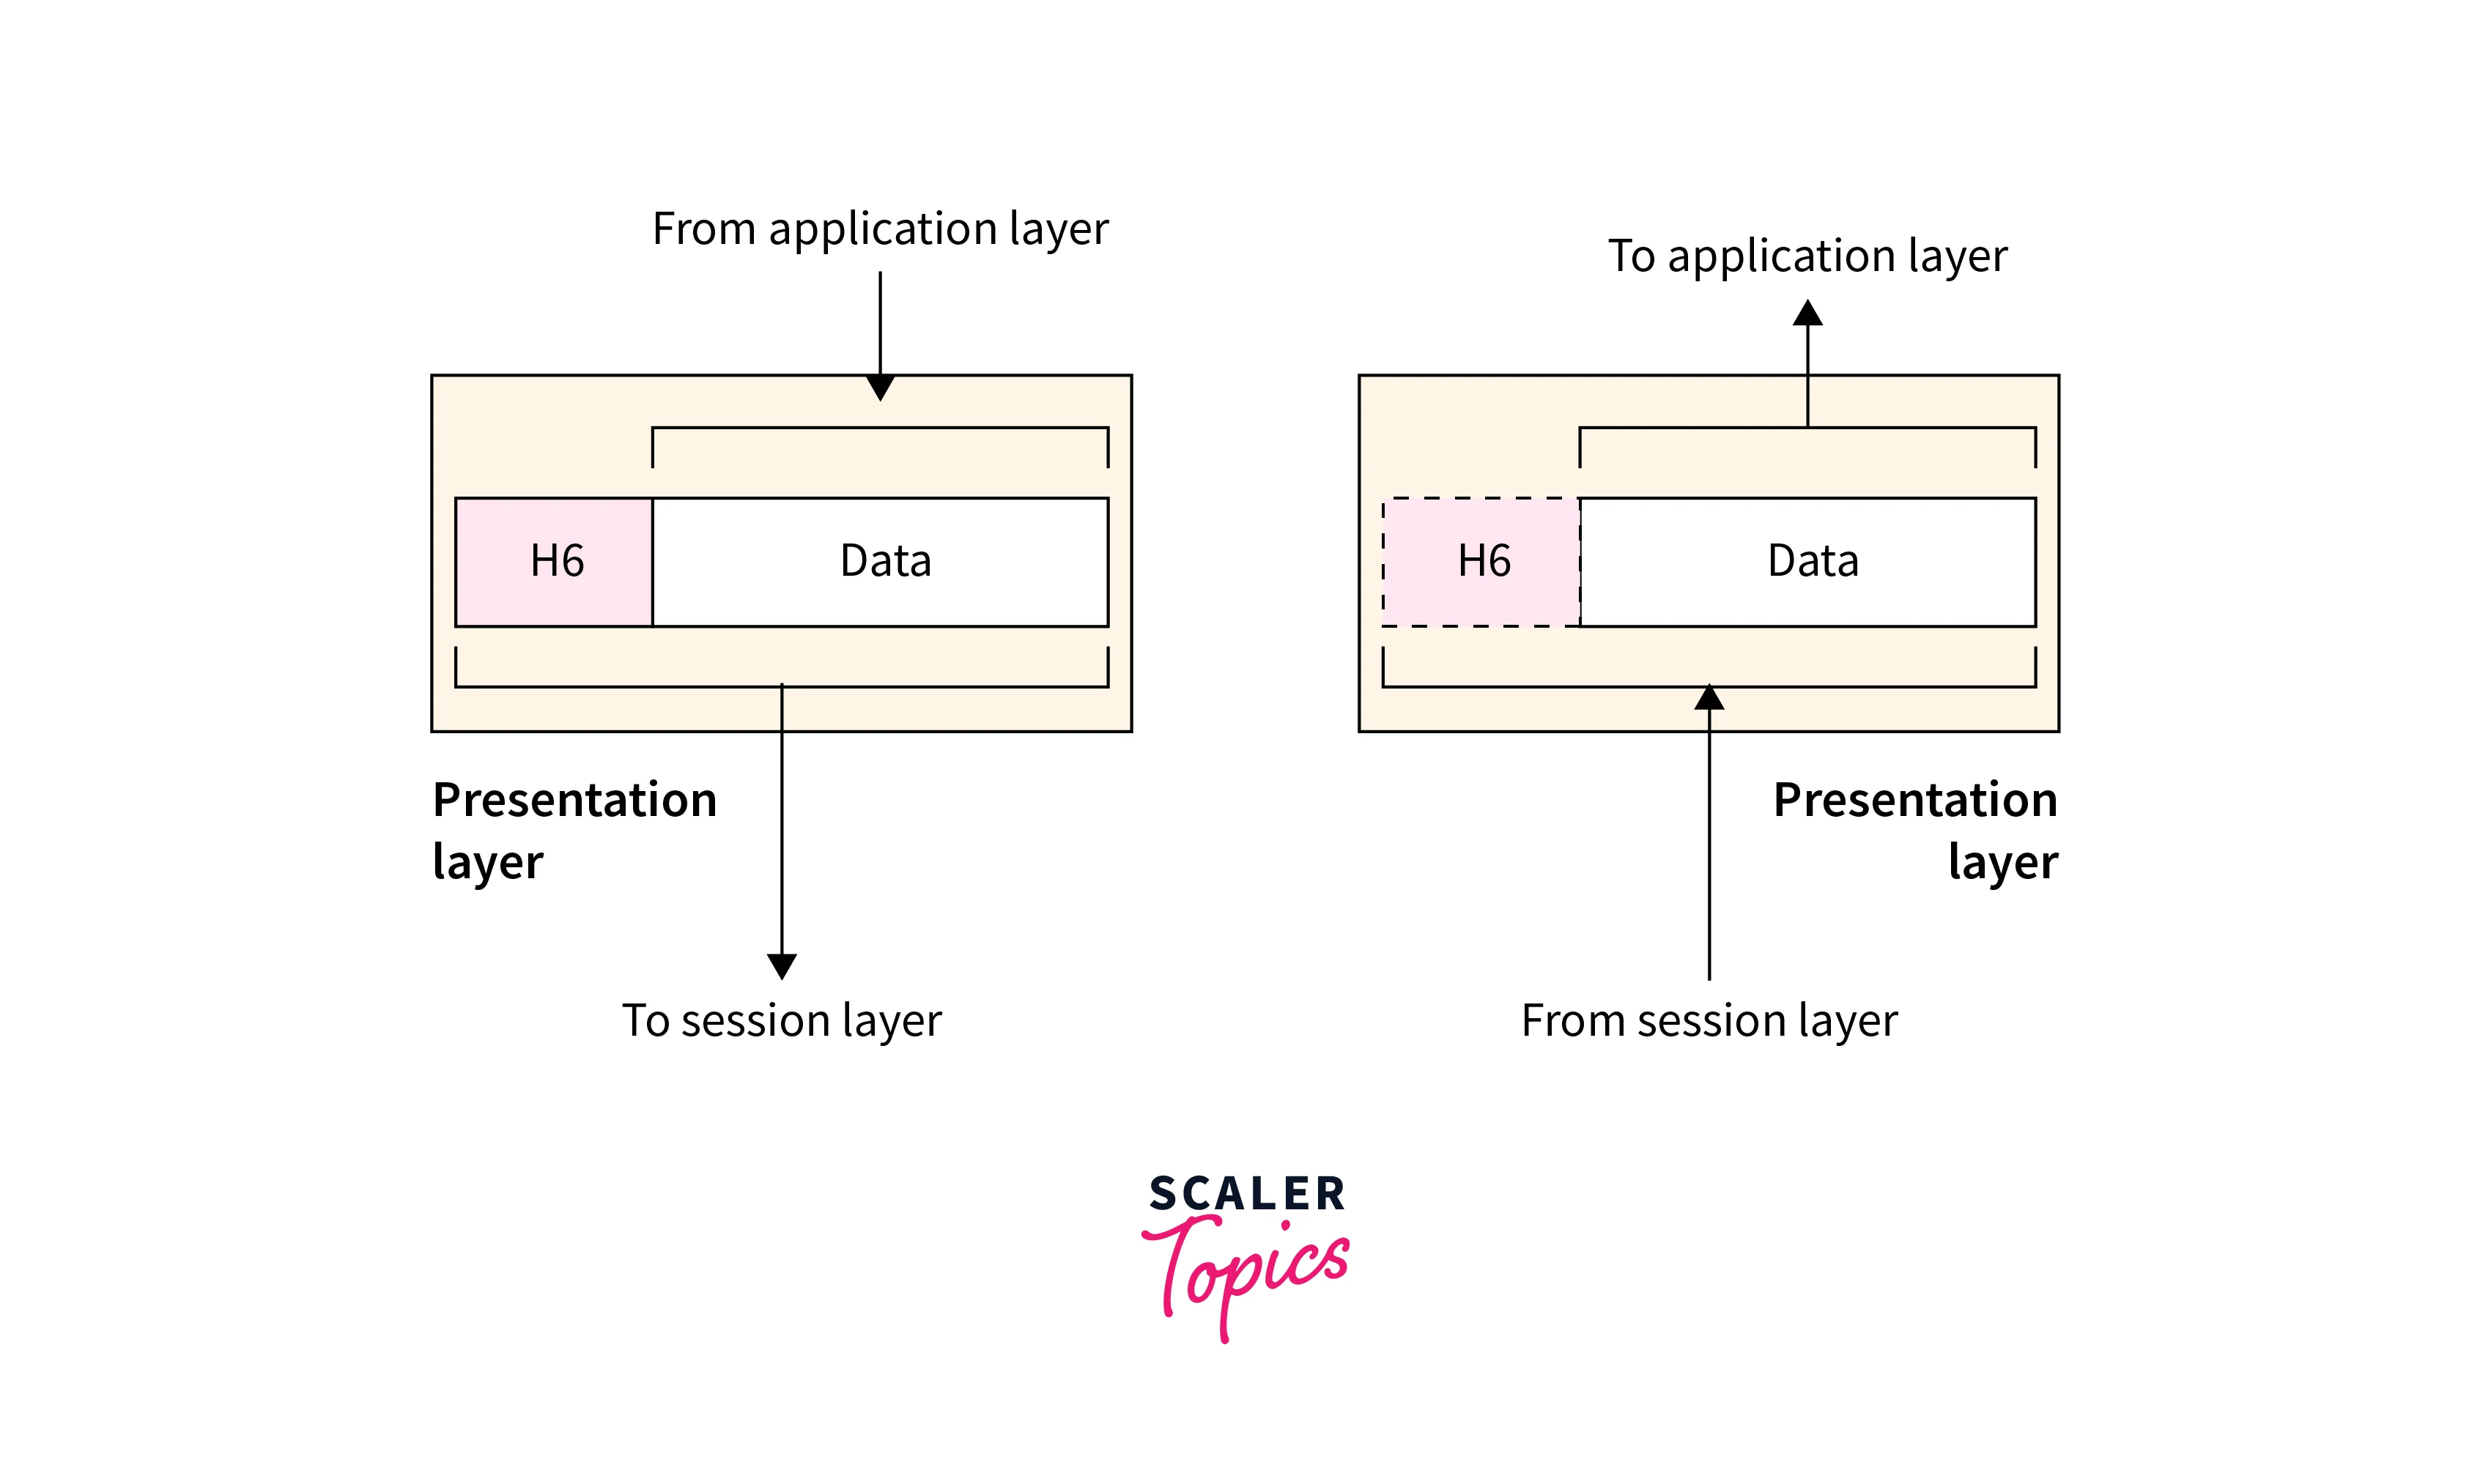 From application layer
H6
Data
Presentation
layer
To session layer
To application layer
H6
Data
Presentation
layer
From session layer
SCALER
Topics